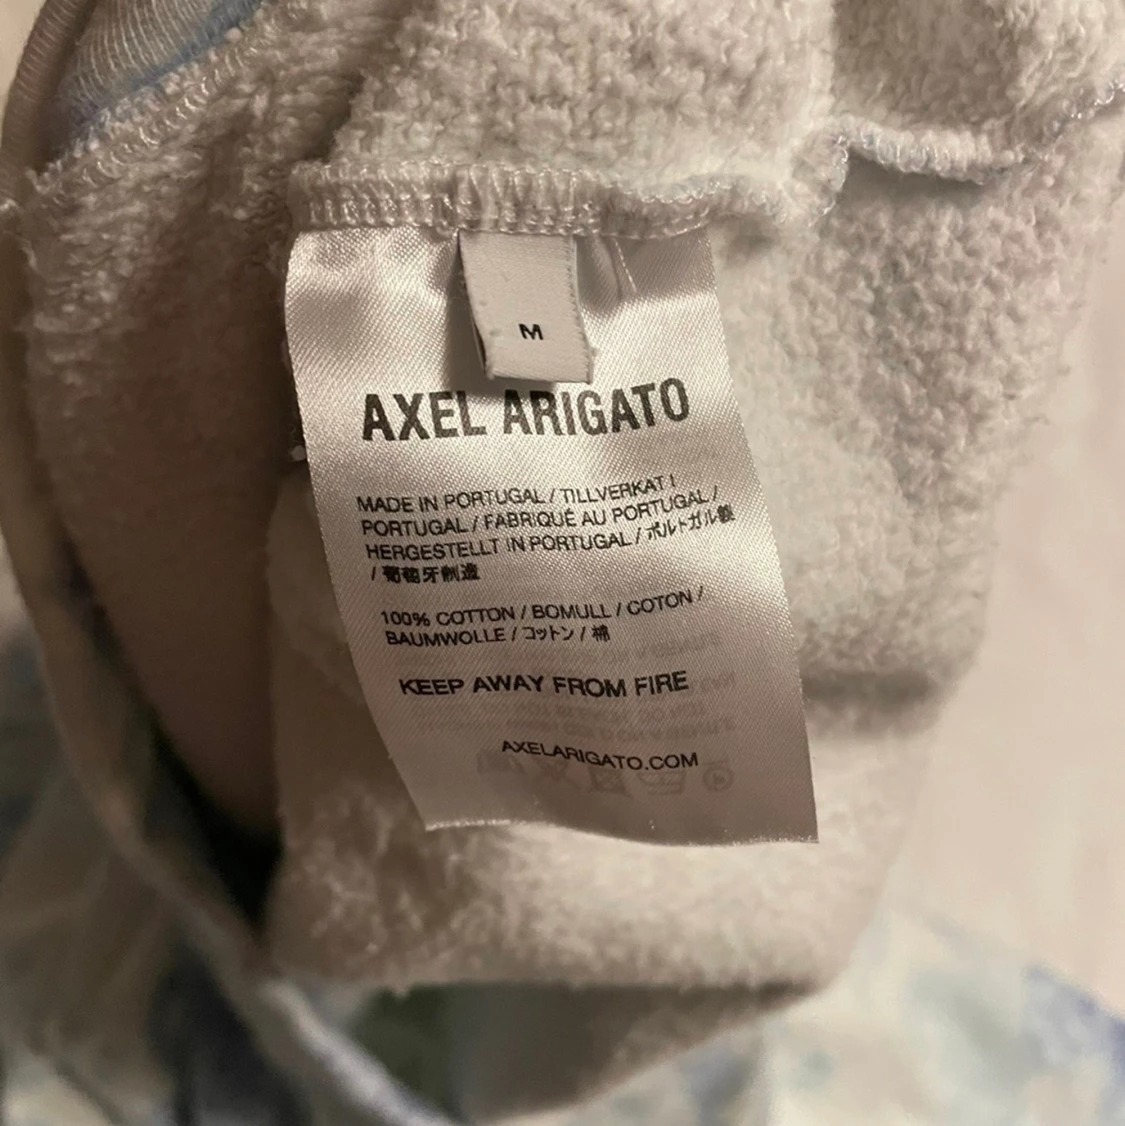 M
AXEL ARIGATO
MADE IN PORTUGAL / TILLVERKAT I
PORTUGAL / FABRIQUÉ AU PORTUGAL /
HERGESTELLT IN PORTUGAL / ポルトガル製
/ 葡萄牙制造
100% COTTON / BOMULL / COTON /
BAUMWOLLE / コットン / 棉
KEEP AWAY FROM FIRE
AXELARIGATO.COM